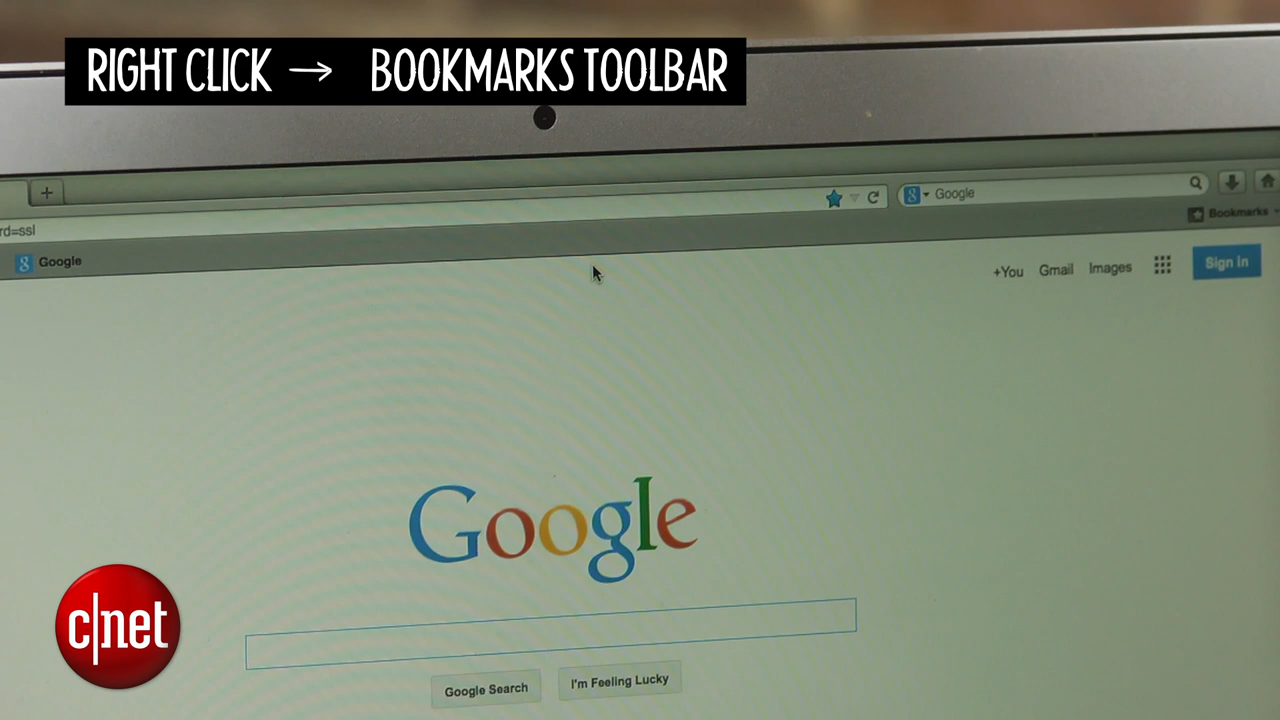 RIGHT CLICK → BOOKMARKS TOOLBAR
rd=ssl
Google
Bookmarks
Google
+You Gmail Images Sign in
Google
Google Search I'm Feeling Lucky
c|net